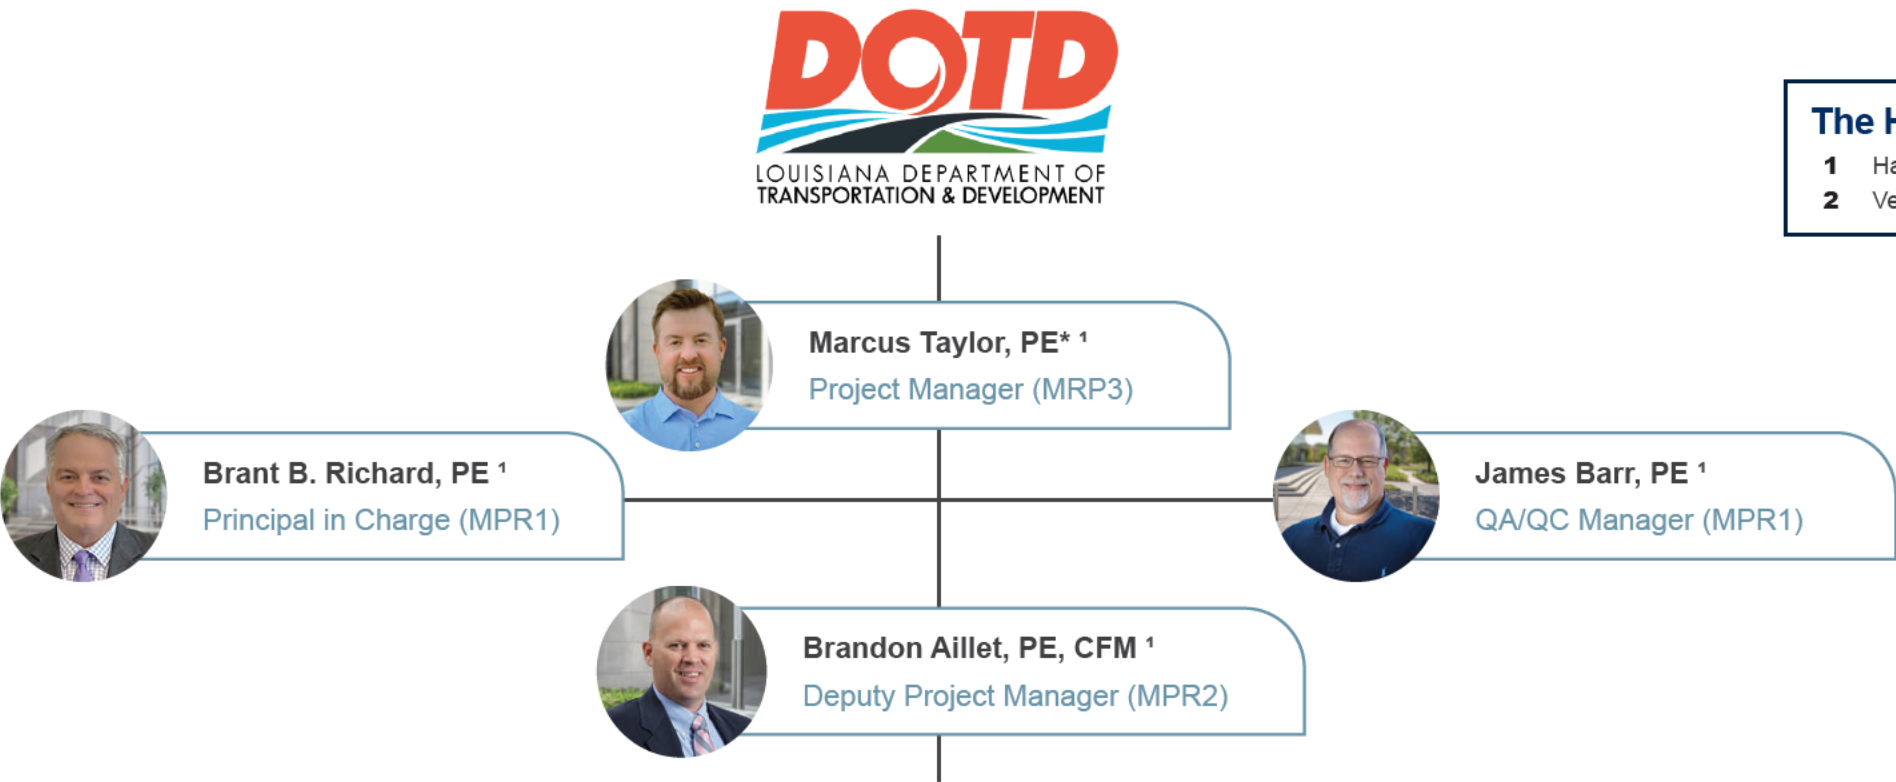 DOTD
LOUISIANA DEPARTMENT OF
TRANSPORTATION & DEVELOPMENT
The
1
2
Marcus Taylor, PE* ¹
Project Manager (MRP3)
Brant B. Richard, PE ¹
Principal in Charge (MPR1)
James Barr, PE ¹
QA/QC Manager (MPR1)
Brandon Aillet, PE, CFM ¹
Deputy Project Manager (MPR2)